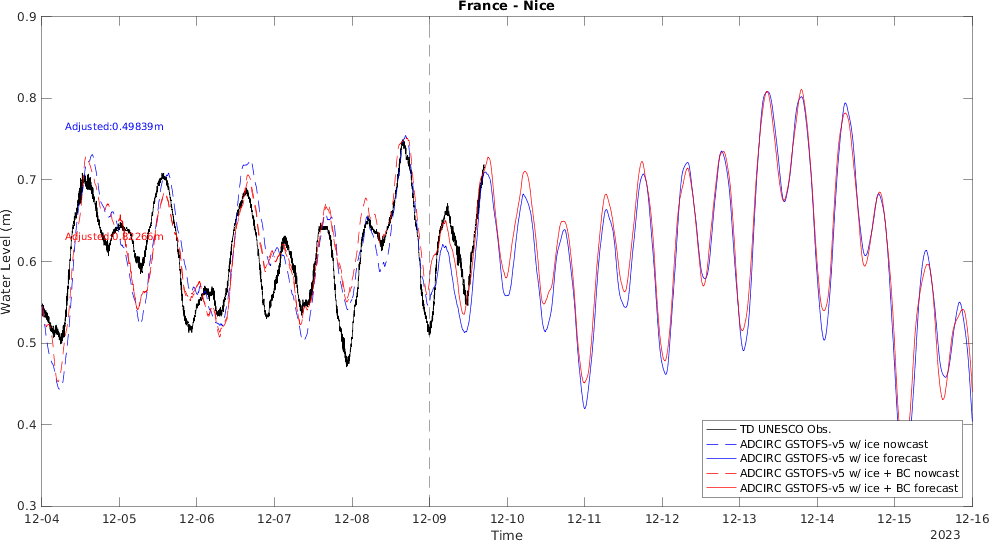 France - Nice
0.9
0.8
0.7
0.6
0.5
0.4
0.3
Water Level (m)
Adjusted:0.49839m
TD UNESCO Obs.
ADCIRC GSTOFS-v5 w/ ice nowcast
ADCIRC GSTOFS-v5 w/ ice forecast
ADCIRC GSTOFS-v5 w/ ice + BC nowcast
ADCIRC GSTOFS-v5 w/ ice + BC forecast
12-04 12-05 12-06 12-07 12-08 12-09 12-10 12-11 12-12 12-13 12-14 12-15 12-16
Time
2023